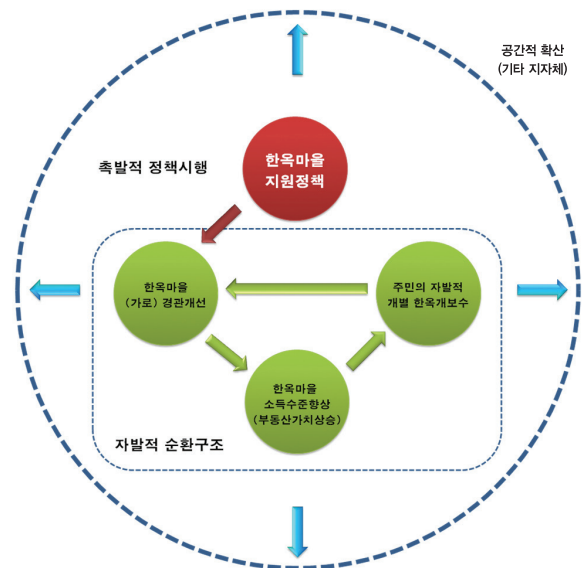 공간적 확산
(기타 지자체)
촉발적 정책시행
한옥마을
지원정책
한옥마을
(가로) 경관개선
주민의 자발적
개별 한옥개보수
한옥마을
소득수준향상
(부동산가치상승)
자발적 순환구조